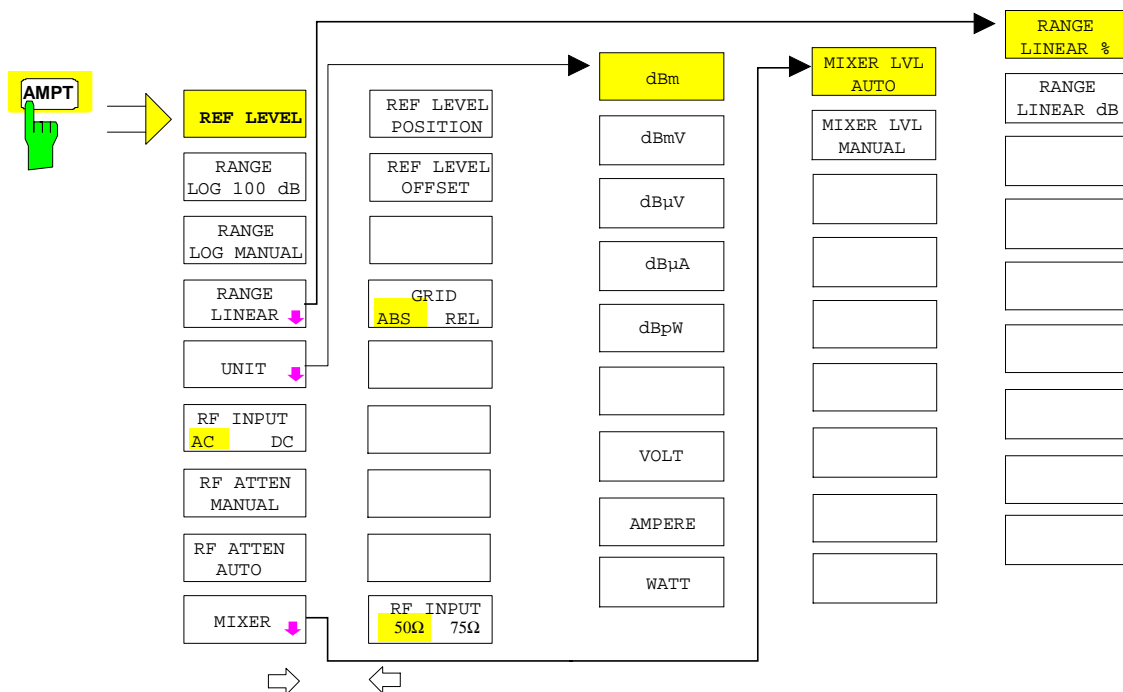 AMPT
REF LEVEL
RANGE
LOG 100 dB
RANGE
LOG MANUAL
RANGE
LINEAR
UNIT
RF INPUT
AC DC
RF ATTEN
MANUAL
RF ATTEN
AUTO
MIXER
REF LEVEL
POSITION
REF LEVEL
OFFSET
GRID
ABS REL
RF INPUT
50Ω 75Ω
dBm
dBmV
dBµV
dBµA
dBpW
VOLT
AMPERE
WATT
MIXER LVL
AUTO
MIXER LVL
MANUAL
RANGE
LINEAR %
RANGE
LINEAR dB